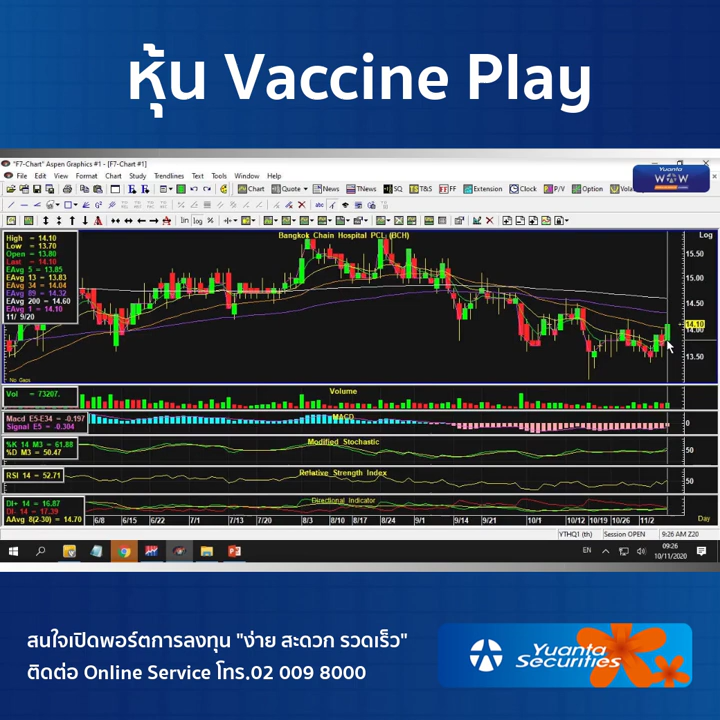 หุ้น Vaccine Play
"F7-Chart" Aspen Graphics #1 - [F7-Chart #1]
Yuanta
WOW
File Edit View Format Chart Study Trendlines Text Tools Window Help
Chart Quote News TNews SQ T&S FF Extension Clock P/V Option
lin log %
Bangkok Chain Hospital PCL (BCH)
Log
High = 14.10
Low = 13.70
Open = 13.80
Last = 14.10
EAvg 5 = 13.85
EAvg 13 = 13.83
EAvg 34 = 14.04
EAvg 89 = 14.32
EAvg 200 = 14.60
EAvg 1 = 14.10
11/ 9/20
15.50
15.00
14.50
14.10
14.00
13.50
No Gaps
Volume
Vol = 73207.
MACD
Macd E5-E34 = -0.197
Signal E5 = -0.304
0
Modified Stochastic
%K 14 M3 = 61.88
%D M3 = 50.47
50
Relative Strength Index
RSI 14 = 52.71
50
Directional Indicator
DI+ 14 = 16.87
DI- 14 = 17.39
AAvg 8(2-30) = 14.70
6/8 6/15 6/22 7/1 7/13 7/20 8/3 8/10 8/17 8/24 9/1 9/14 9/21 10/1 10/12 10/19 10/26 11/2 Day
YTHQ1 (th) Session OPEN 9:26 AM Z20
EN 09:26
10/11/2020
สนใจเปิดพอร์ตการลงทุน "ง่าย สะดวก รวดเร็ว"
ติดต่อ Online Service โทร.02 009 8000
Yuanta
Securities